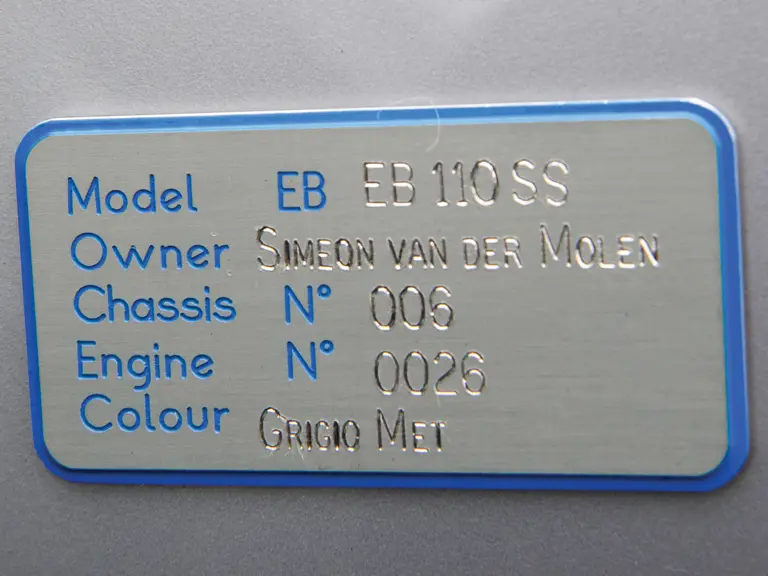 Model EB EB 110 SS
Owner Simeon van der Molen
Chassis N° 006
Engine N° 0026
Colour Grigio Met